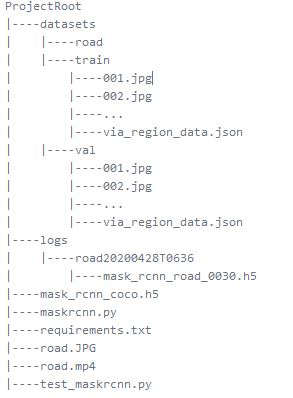 ProjectRoot
|----datasets
|    |----road
|    |----train
|         |----001.jpg
|         |----002.jpg
|         |----...
|         |----via_region_data.json
|    |----val
|         |----001.jpg
|         |----002.jpg
|         |----...
|         |----via_region_data.json
|----logs
|    |----road20200428T0636
|         |----mask_rcnn_road_0030.h5
|----mask_rcnn_coco.h5
|----maskrcnn.py
|----requirements.txt
|----road.JPG
|----road.mp4
|----test_maskrcnn.py